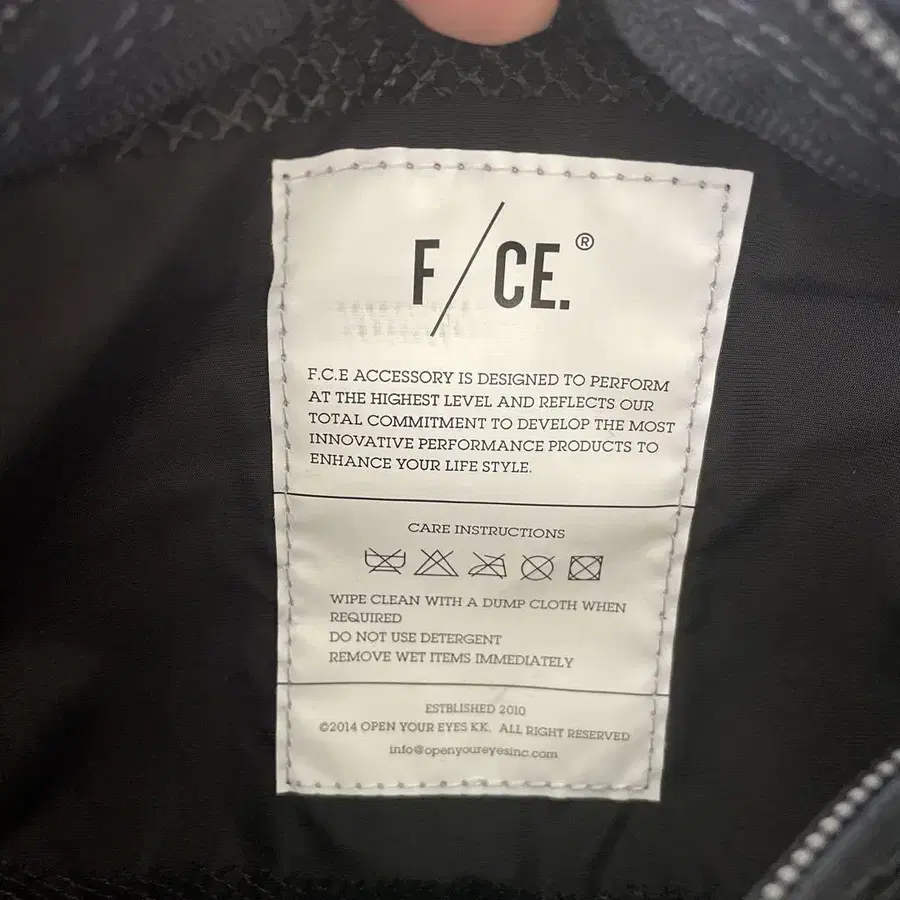 F/CE.®
F.C.E ACCESSORY IS DESIGNED TO PERFORM
AT THE HIGHEST LEVEL AND REFLECTS OUR
TOTAL COMMITMENT TO DEVELOP THE MOST
INNOVATIVE PERFORMANCE PRODUCTS TO
ENHANCE YOUR LIFE STYLE.
CARE INSTRUCTIONS
WIPE CLEAN WITH A DUMP CLOTH WHEN
REQUIRED
DO NOT USE DETERGENT
REMOVE WET ITEMS IMMEDIATELY
ESTBLISHED 2010
©2014 OPEN YOUR EYES KK. ALL RIGHT RESERVED
info@openyoureyesinc.com